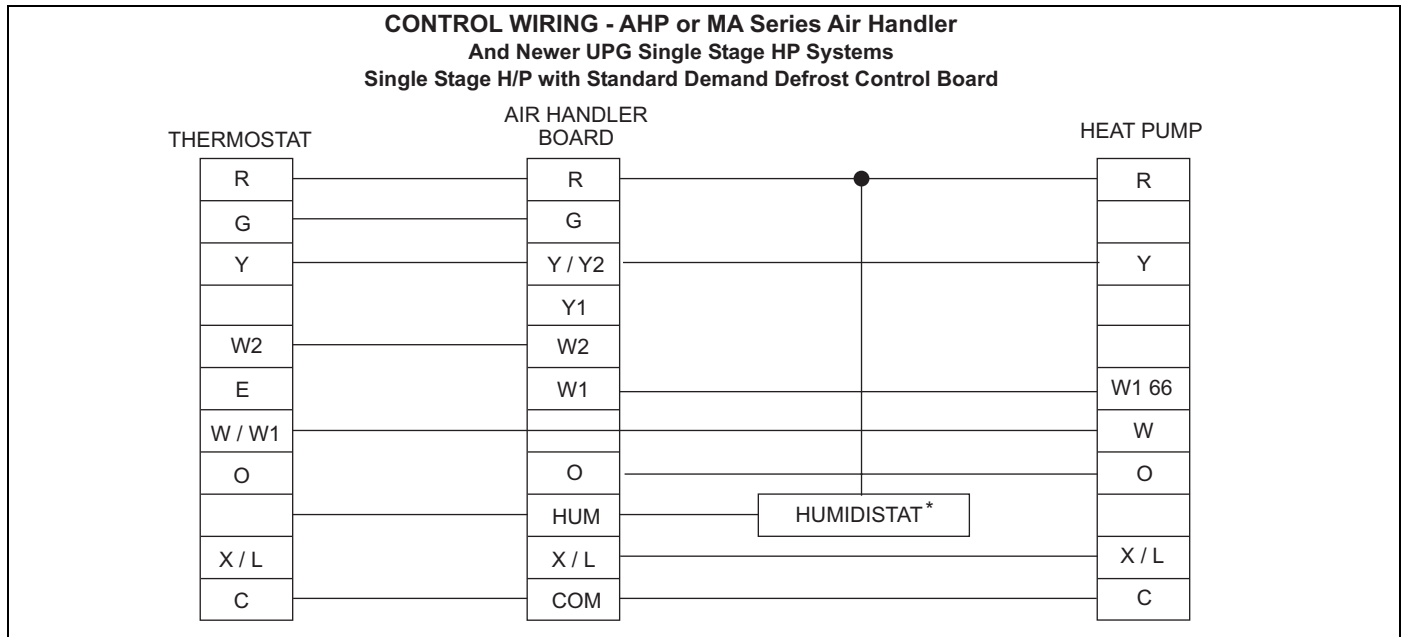 CONTROL WIRING - AHP or MA Series Air Handler
And Newer UPG Single Stage HP Systems
Single Stage H/P with Standard Demand Defrost Control Board
THERMOSTAT
AIR HANDLER
BOARD
HEAT PUMP
R
R
R
G
G
Y
Y / Y2
Y
Y1
W2
W2
E
W1
W1 66
W / W1
W
O
O
O
HUM
HUMIDISTAT*
X / L
X / L
X / L
C
COM
C